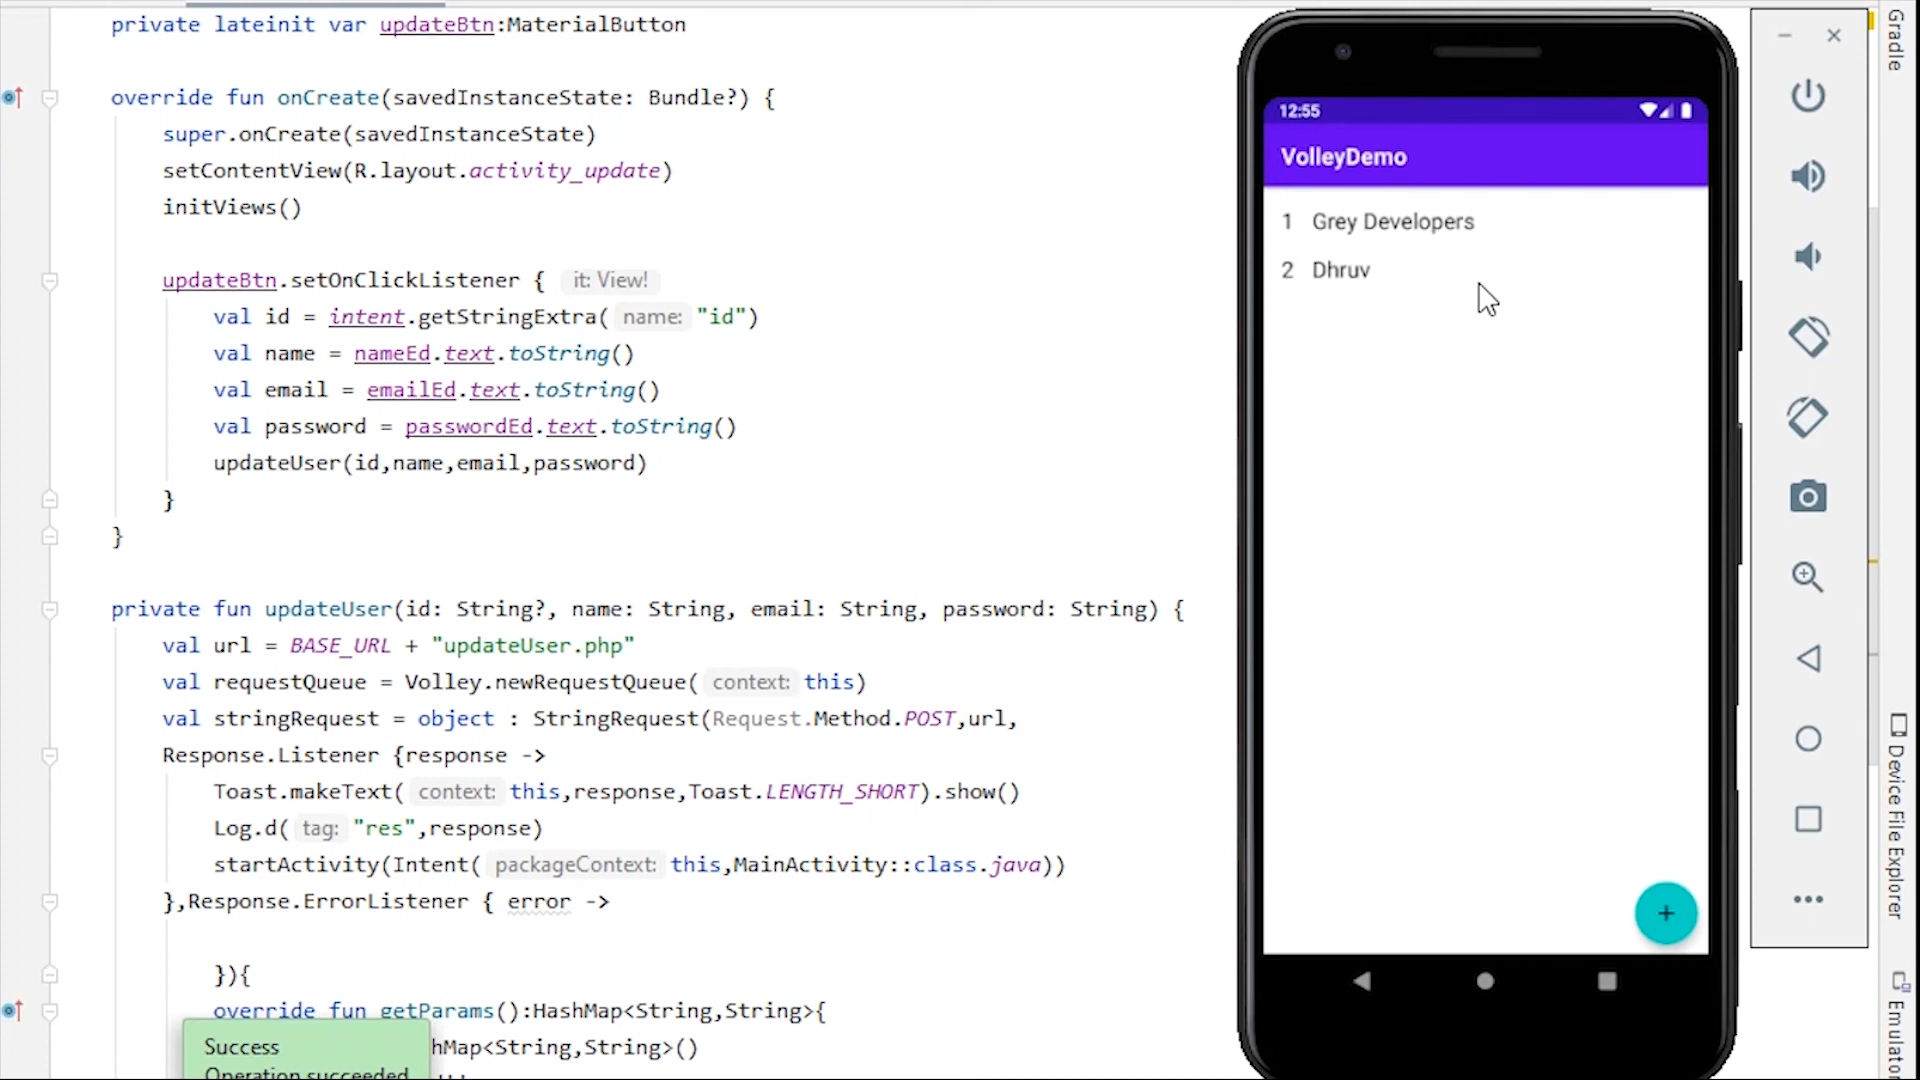 private lateinit var updateBtn:MaterialButton
override fun onCreate(savedInstanceState: Bundle?) {
super.onCreate(savedInstanceState)
setContentView(R.layout.activity_update)
initViews()
updateBtn.setOnClickListener { it: View!
val id = intent.getStringExtra( name: "id")
val name = nameEd.text.toString()
val email = emailEd.text.toString()
val password = passwordEd.text.toString()
updateUser(id,name,email,password)
}
}
private fun updateUser(id: String?, name: String, email: String, password: String) {
val url = BASE_URL + "updateUser.php"
val requestQueue = Volley.newRequestQueue( context: this)
val stringRequest = object : StringRequest(Request.Method.POST,url,
Response.Listener {response ->
Toast.makeText( context: this,response,Toast.LENGTH_SHORT).show()
Log.d( tag: "res",response)
startActivity(Intent( packageContext: this,MainActivity::class.java))
},Response.ErrorListener { error ->
}){
override fun getParams():HashMap<String,String>{
hMap<String,String>()
Success
Operation succeeded
12:55
VolleyDemo
1 Grey Developers
2 Dhruv
+
Gradle
Device File Explorer
Emulator